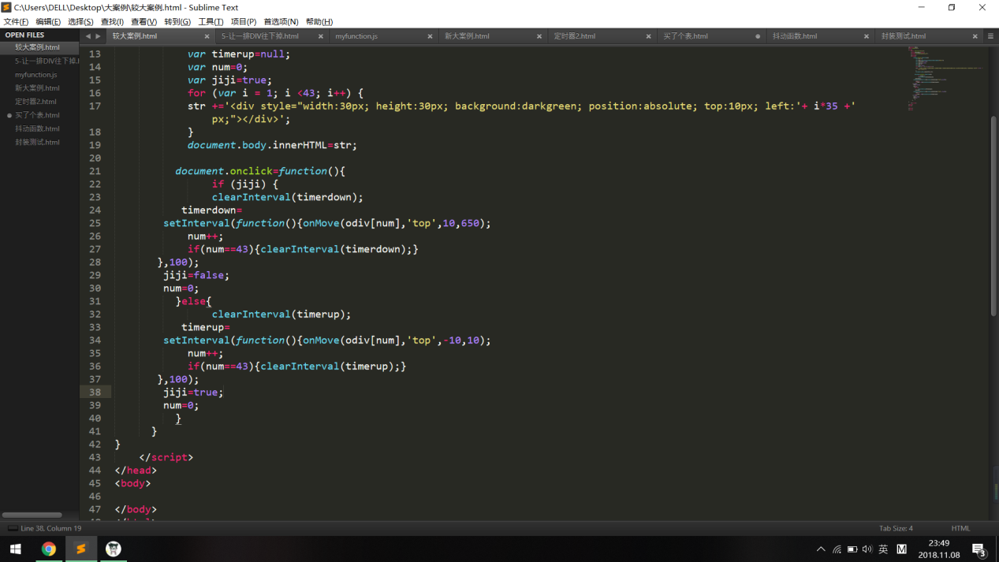 C:\Users\DELL\Desktop\大案例\较大案例.html - Sublime Text
文件(F) 编辑(E) 选择(S) 查找(I) 查看(V) 转到(G) 工具(T) 项目(P) 首选项(N) 帮助(H)
OPEN FILES
较大案例.html
5-让一排DIV往下掉.
myfunction.js
新大案例.html
定时器2.html
买了个表.html
抖动函数.html
封装测试.html
较大案例.html 5-让一排DIV往下掉.html myfunction.js 新大案例.html 定时器2.html 买了个表.html 抖动函数.html 封装测试.html
13 var timerup=null;
14 var num=0;
15 var jiji=true;
16 for (var i = 1; i <43; i++) {
17 str +='<div style="width:30px; height:30px; background:darkgreen; position:absolute; top:10px; left:'+ i*35 +'
px;"></div>';
18 }
19 document.body.innerHTML=str;
20
21 document.onclick=function(){
22 if (jiji) {
23 clearInterval(timerdown);
24 timerdown=
25 setInterval(function(){onMove(odiv[num],'top',10,650);
26 num++;
27 if(num==43){clearInterval(timerdown);}
28 },100);
29 jiji=false;
30 num=0;
31 }else{
32 clearInterval(timerup);
33 timerup=
34 setInterval(function(){onMove(odiv[num],'top',-10,10);
35 num++;
36 if(num==43){clearInterval(timerup);}
37 },100);
38 jiji=true;
39 num=0;
40 }
41 }
42 }
43 </script>
44 </head>
45 <body>
46
47 </body>
Line 38, Column 19 Tab Size: 4 HTML
英 M 23:49
2018.11.08
3